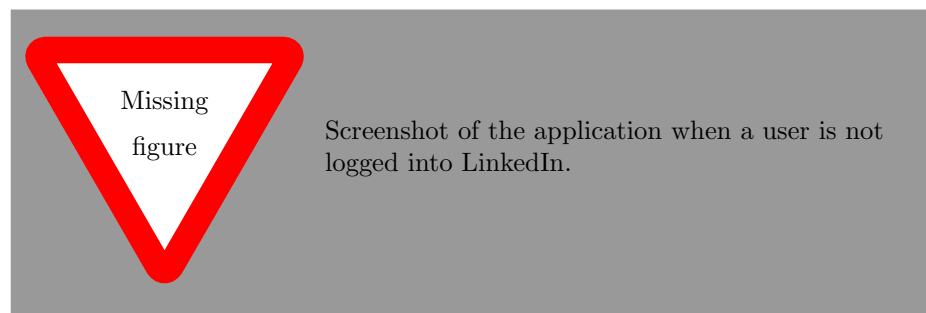 Missing
figure
Screenshot of the application when a user is not
logged into LinkedIn.